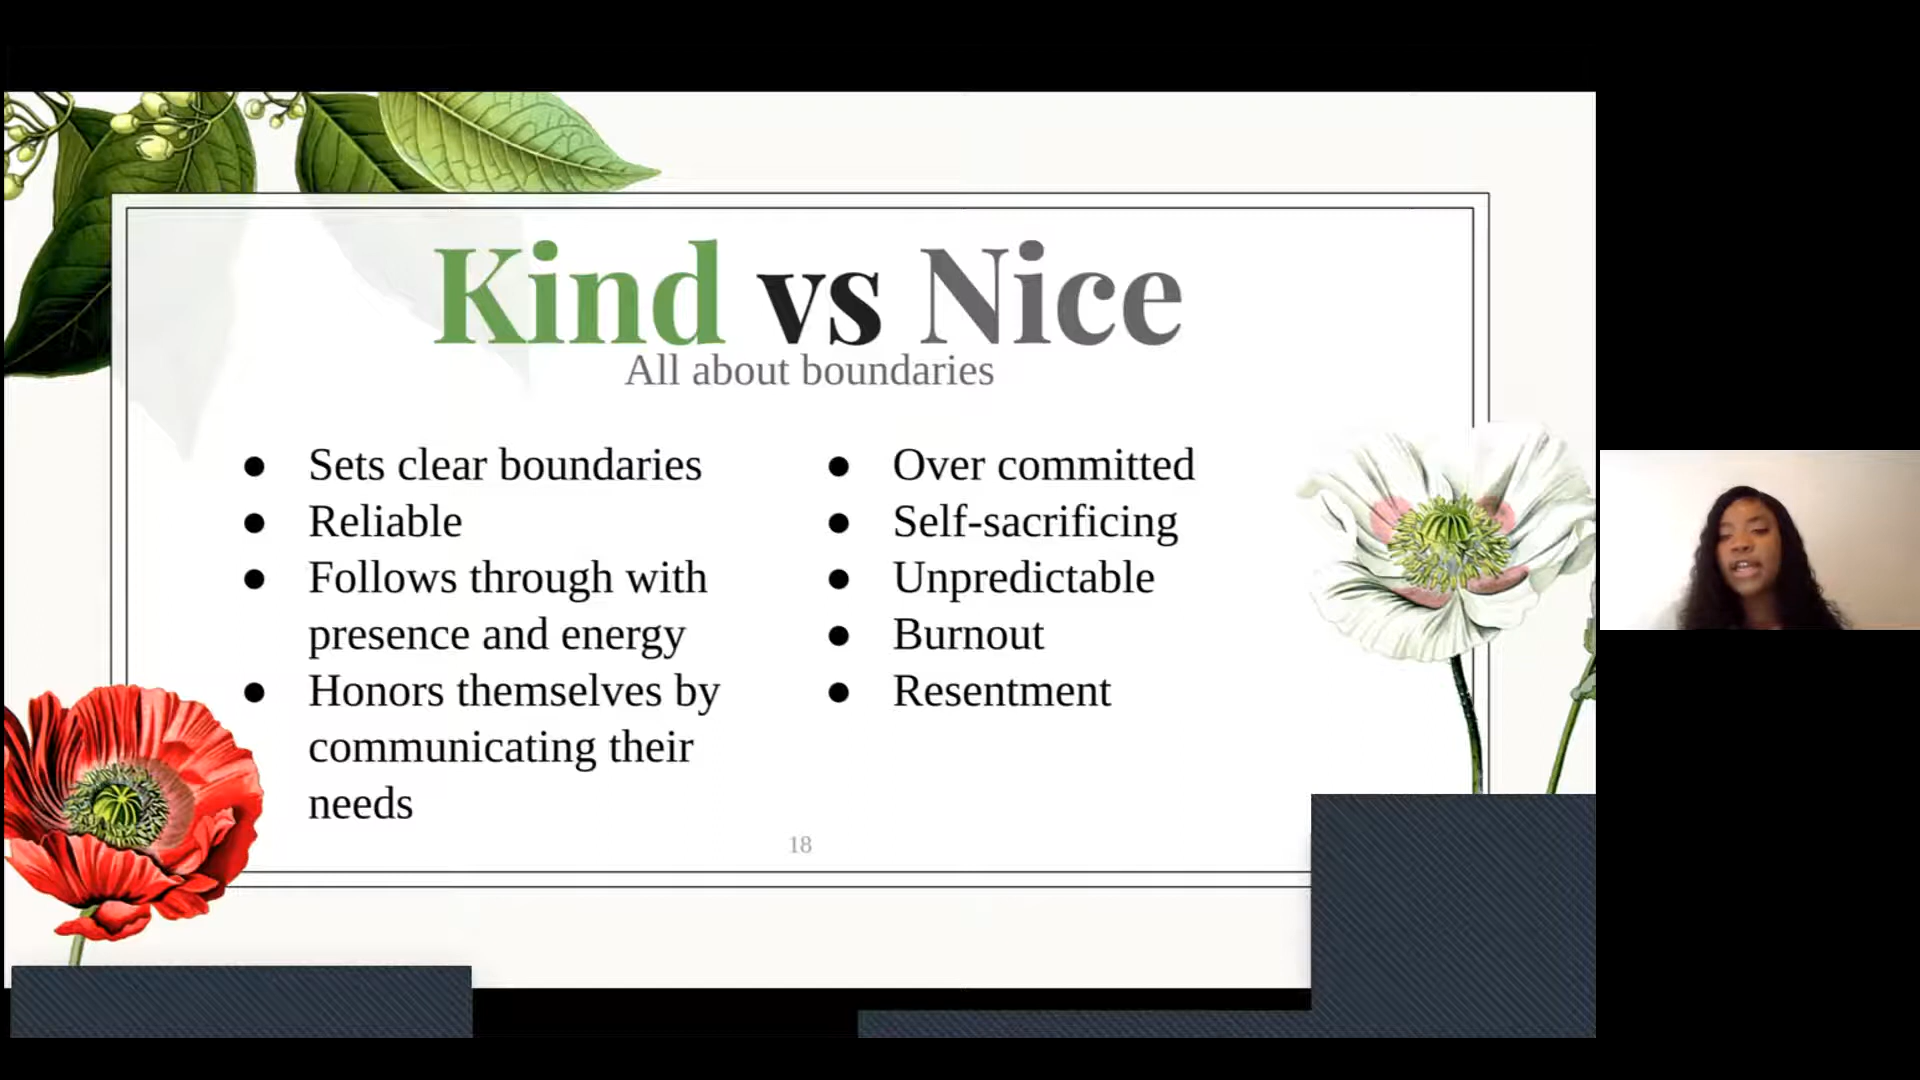 Kind vs Nice
All about boundaries
● Sets clear boundaries
● Reliable
● Follows through with
presence and energy
● Honors themselves by
communicating their
needs
● Over committed
● Self-sacrificing
● Unpredictable
● Burnout
● Resentment
18